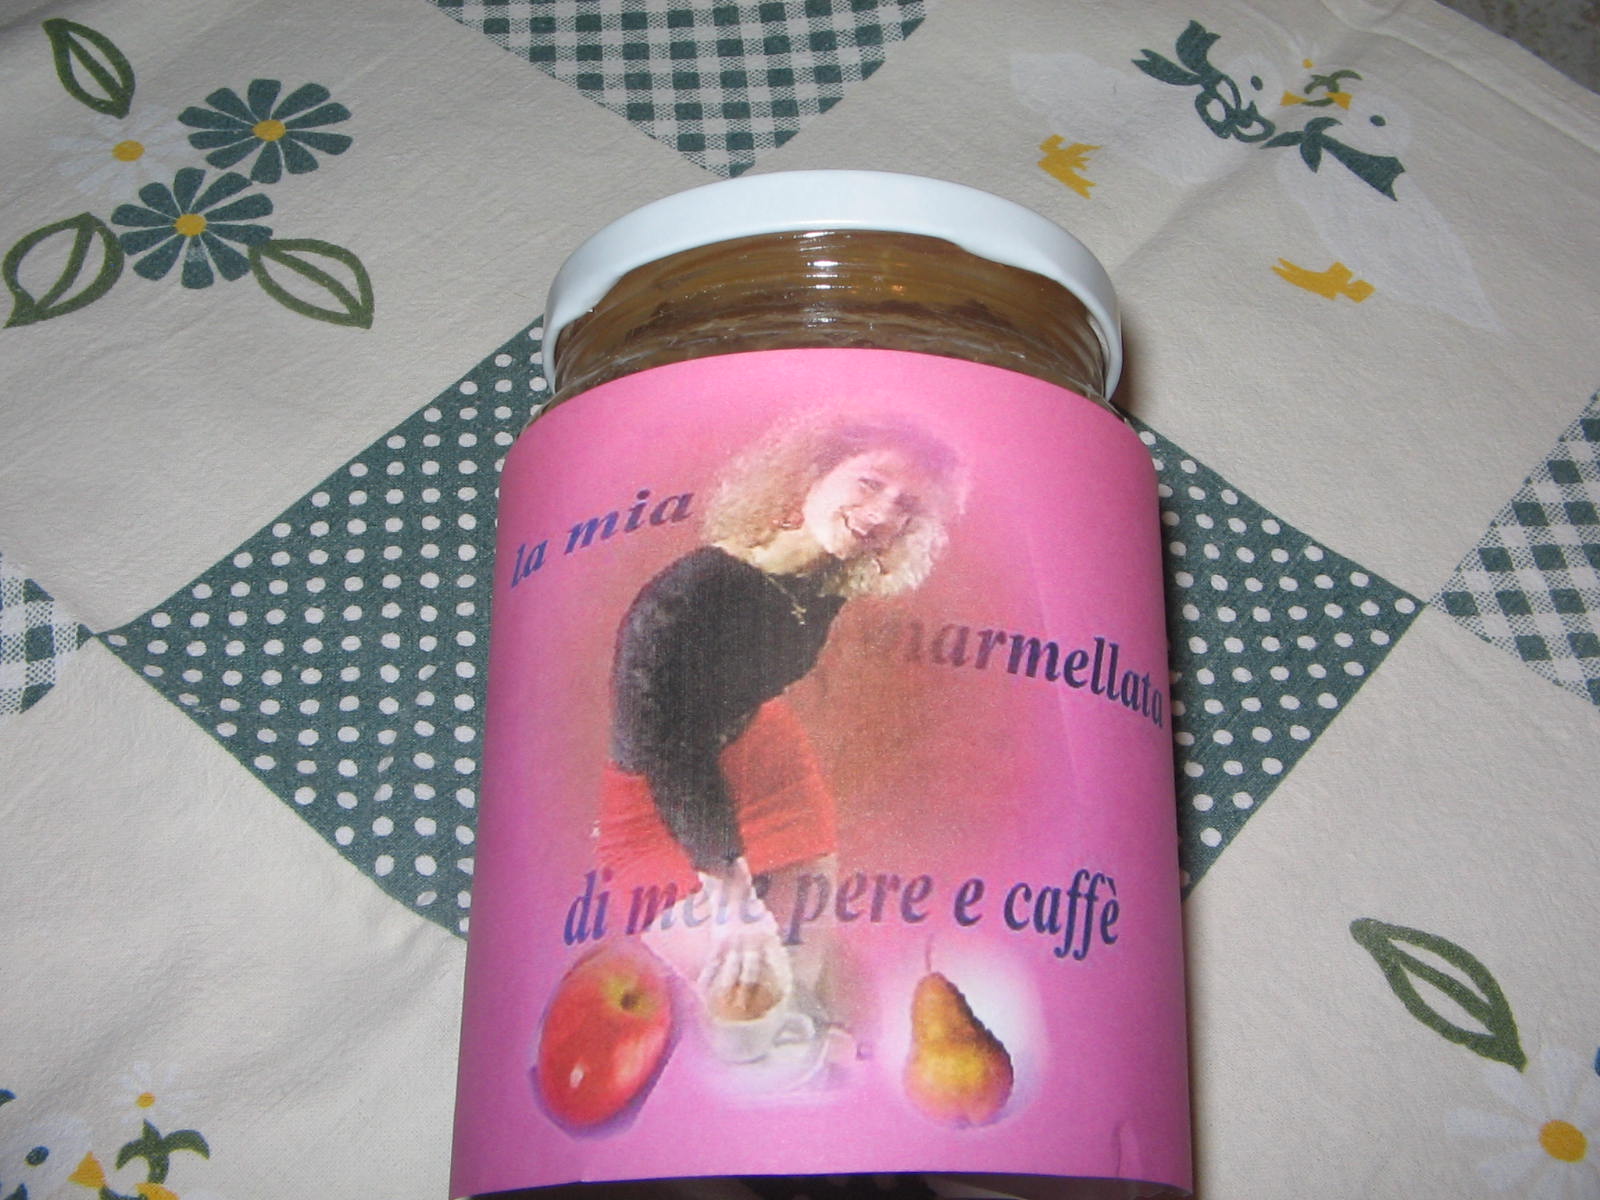 la mia
marmellata
di mele pere e caffè